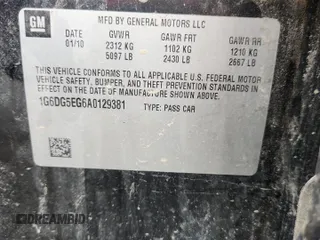 GM
MFD BY GENERAL MOTORS LLC
DATE GVWR GAWR FRT GAWR RR
01/10 2312 KG 1102 KG 1210 KG
5097 LB 2430 LB 2667 LB
THIS VEHICLE CONFORMS TO ALL APPLICABLE U.S. FEDERAL MOTOR
VEHICLE SAFETY, BUMPER, AND THEFT PREVENTION STANDARDS IN
EFFECT ON THE DATE OF MANUFACTURE SHOWN ABOVE.
1G6DG5EG6A0129381 TYPE: PASS CAR
DREAMRIDE